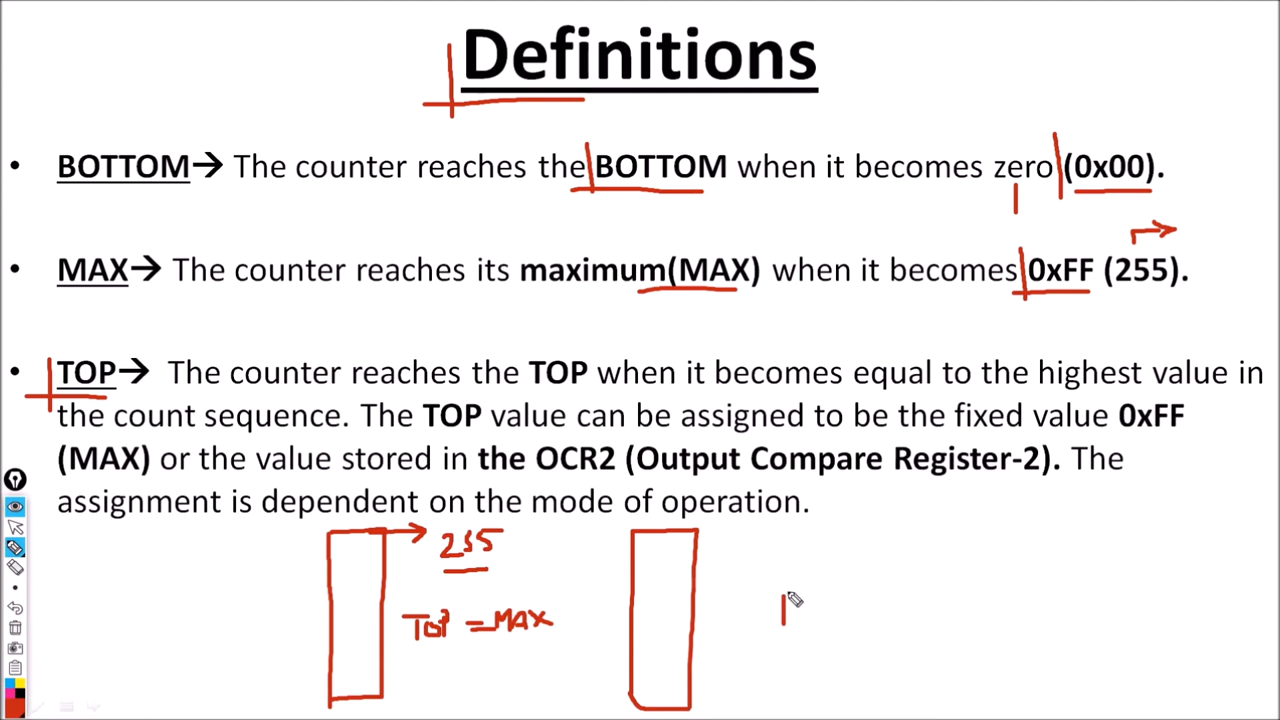 Definitions
• BOTTOM→ The counter reaches the BOTTOM when it becomes zero (0x00).
• MAX→ The counter reaches its maximum(MAX) when it becomes 0xFF (255).
• TOP→ The counter reaches the TOP when it becomes equal to the highest value in
the count sequence. The TOP value can be assigned to be the fixed value 0xFF
(MAX) or the value stored in the OCR2 (Output Compare Register-2). The
assignment is dependent on the mode of operation.
255
TOP = MAX